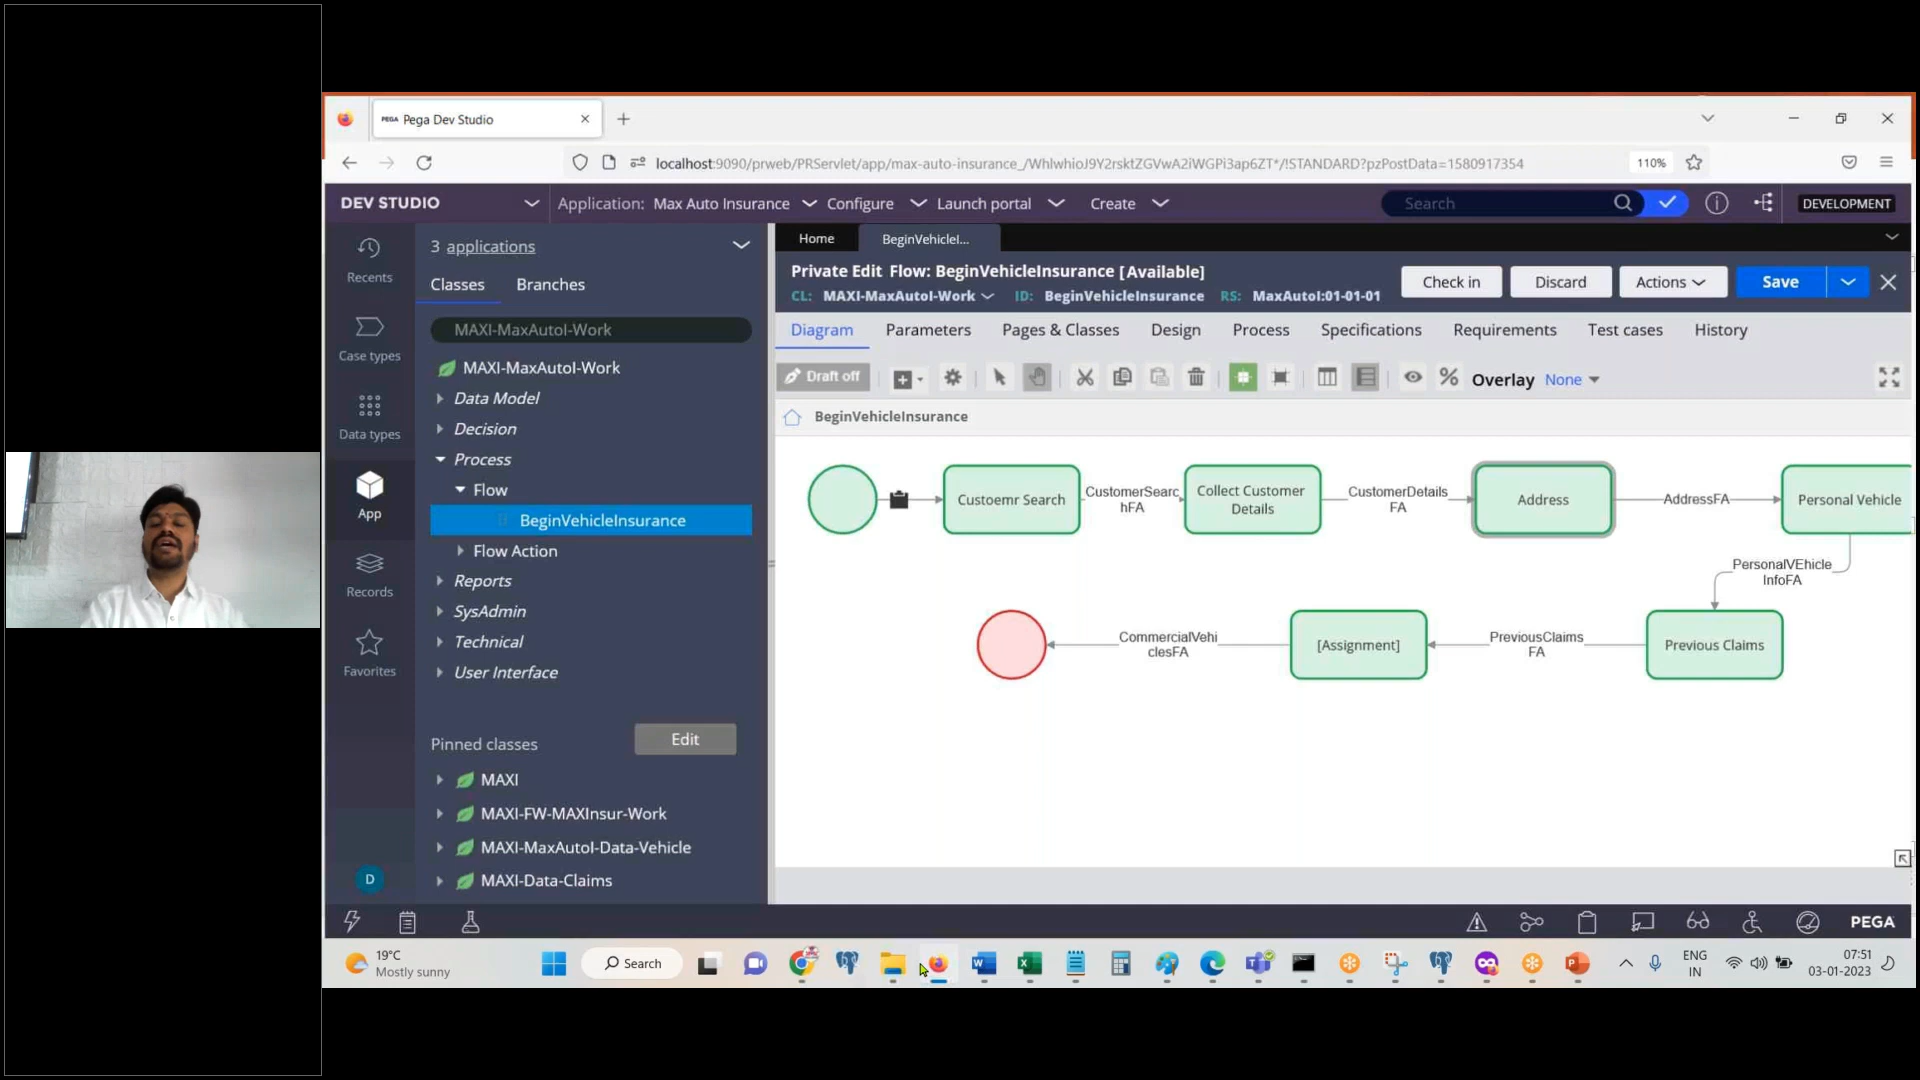 PEGA Pega Dev Studio
localhost:9090/prweb/PRServlet/app/max-auto-insurance_/WhlwhioJ9Y2rsktZGVwA2iWGPi3ap6ZT*/!STANDARD?pzPostData=1580917354
110%
DEV STUDIO
Application: Max Auto Insurance
Configure
Launch portal
Create
Search
DEVELOPMENT
Recents
Case types
Data types
App
Records
Favorites
D
3 applications
Classes
Branches
MAXI-MaxAutoI-Work
MAXI-MaxAutoI-Work
Data Model
Decision
Process
Flow
BeginVehicleInsurance
Flow Action
Reports
SysAdmin
Technical
User Interface
Pinned classes
Edit
MAXI
MAXI-FW-MAXInsur-Work
MAXI-MaxAutoI-Data-Vehicle
MAXI-Data-Claims
Home
BeginVehicleI...
Private Edit Flow: BeginVehicleInsurance [Available]
CL: MAXI-MaxAutoI-Work ID: BeginVehicleInsurance RS: MaxAutoI:01-01-01
Check in
Discard
Actions
Save
Diagram
Parameters
Pages & Classes
Design
Process
Specifications
Requirements
Test cases
History
Draft off
Overlay None
BeginVehicleInsurance
Custoemr Search
CustomerSearc
hFA
Collect Customer
Details
CustomerDetails
FA
Address
AddressFA
Personal Vehicle
PersonalVEhicle
InfoFA
CommercialVehi
clesFA
[Assignment]
PreviousClaims
FA
Previous Claims
PEGA
19°C
Mostly sunny
Search
ENG
IN
07:51
03-01-2023